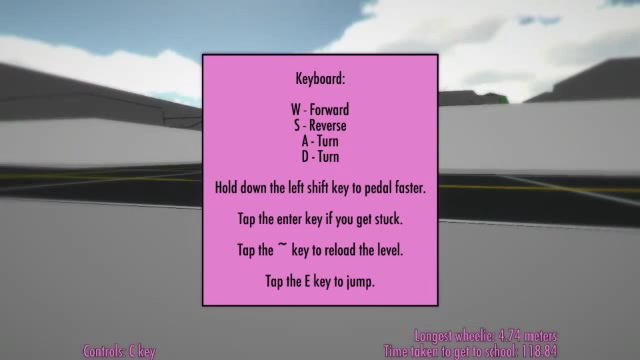 Keyboard:
W - Forward
S - Reverse
A - Turn
D - Turn
Hold down the left shift key to pedal faster.
Tap the enter key if you get stuck.
Tap the ~ key to reload the level.
Tap the E key to jump.
Longest wheelie: 4.74 meters
Controls: C key
Time taken to get to school: 118.84